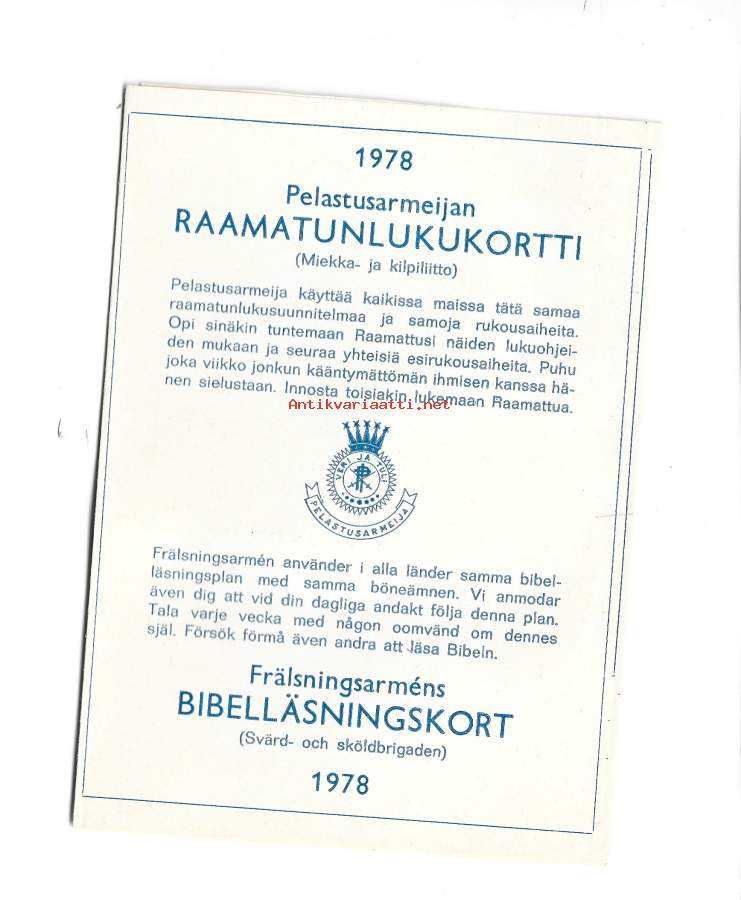 1978
Pelastusarmeijan
RAAMATUNLUKUKORTTI
(Miekka- ja kilpiliitto)
Pelastusarmeija käyttää kaikissa maissa tätä samaa
raamatunlukusuunnitelmaa ja samoja rukousaiheita.
Opi sinäkin tuntemaan Raamattusi näiden lukuohjei-
den mukaan ja seuraa yhteisiä esirukousaiheita. Puhu
joka viikko jonkun kääntymättömän ihmisen kanssa hä-
nen sielustaan. Innosta toisiakin lukemaan Raamattua.
Antikvariaatti.net
VERI JA TULI
PELASTUSARMEIJA
Frälsningsarmén använder i alla länder samma bibel-
läsningsplan med samma böneämnen. Vi anmodar
även dig att vid din dagliga andakt följa denna plan.
Tala varje vecka med någon oomvänd om dennes
själ. Försök förmå även andra att läsa Bibeln.
Frälsningsarméns
BIBELLÄSNINGSKORT
(Svärd- och sköldbrigaden)
1978